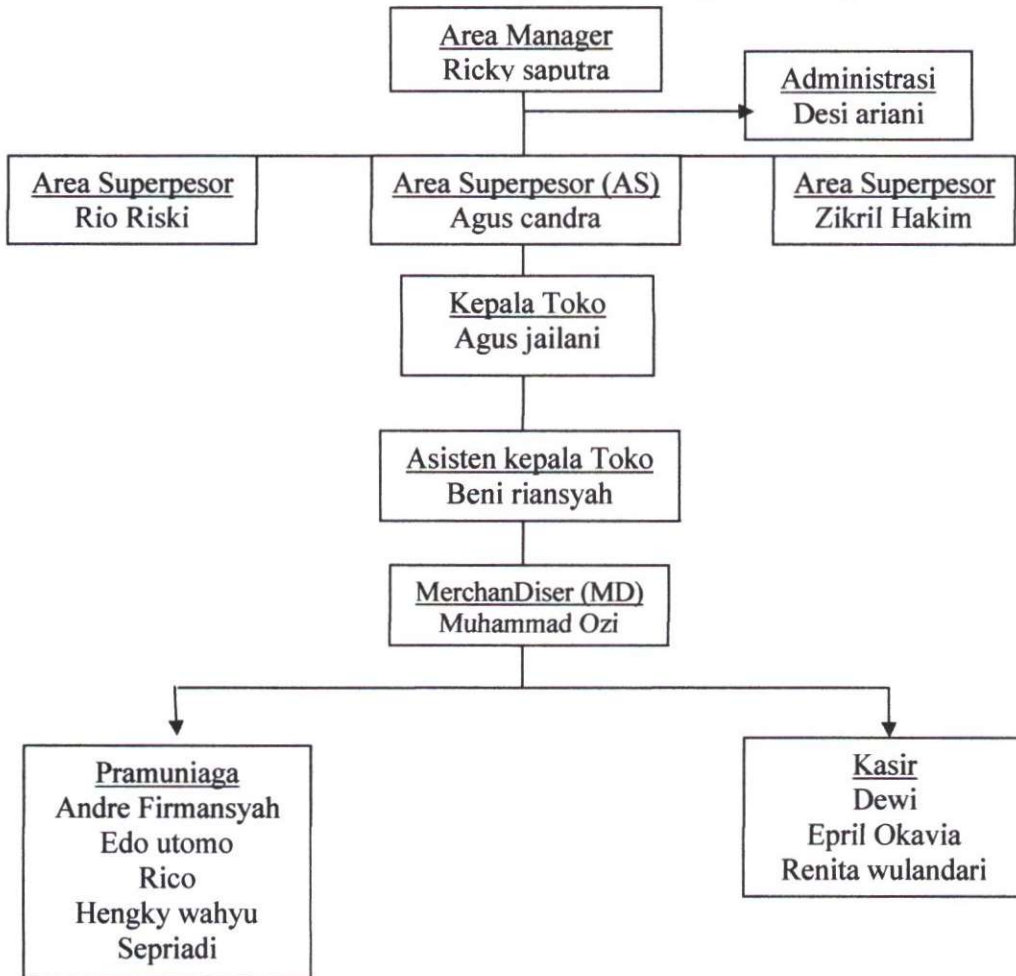 Area Manager
Ricky saputra
Administrasi
Desi ariani
Area Superpesor
Rio Riski
Area Superpesor (AS)
Agus candra
Area Superpesor
Zikril Hakim
Kepala Toko
Agus jailani
Asisten kepala Toko
Beni riansyah
MerchanDiser (MD)
Muhammad Ozi
Pramuniaga
Andre Firmansyah
Edo utomo
Rico
Hengky wahyu
Sepriadi
Kasir
Dewi
Epril Okavia
Renita wulandari